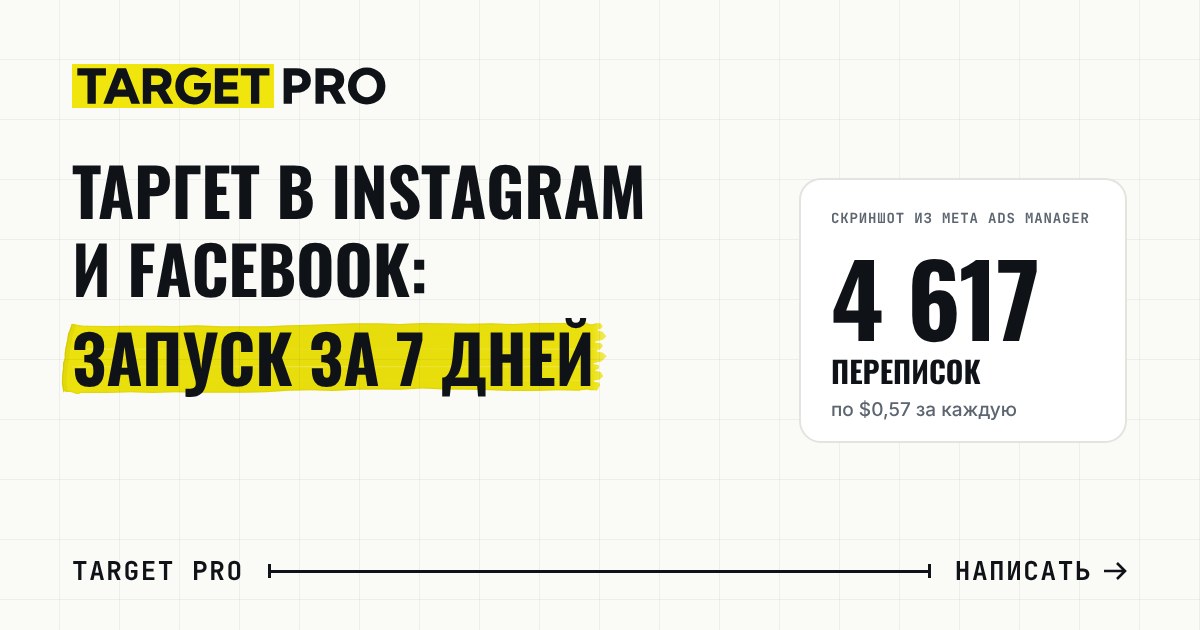 TARGET PRO
ТАРГЕТ В INSTAGRAM
И FACEBOOK:
ЗАПУСК ЗА 7 ДНЕЙ
СКРИНШОТ ИЗ META ADS MANAGER
4 617
ПЕРЕПИСОК
по $0,57 за каждую
TARGET PRO
НАПИСАТЬ →